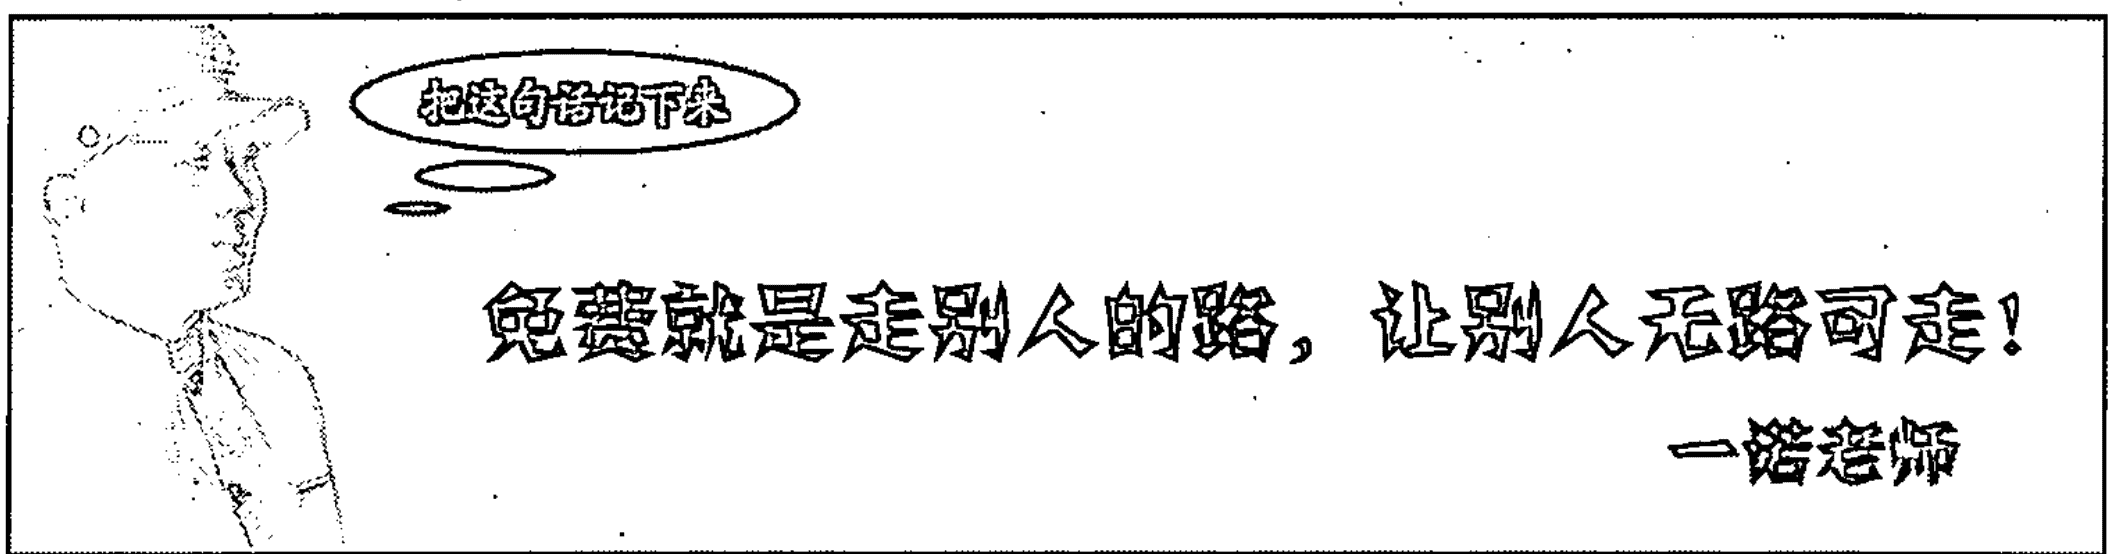 把这句话记下来
免费就是走别人的路，让别人无路可走！
一诺老师